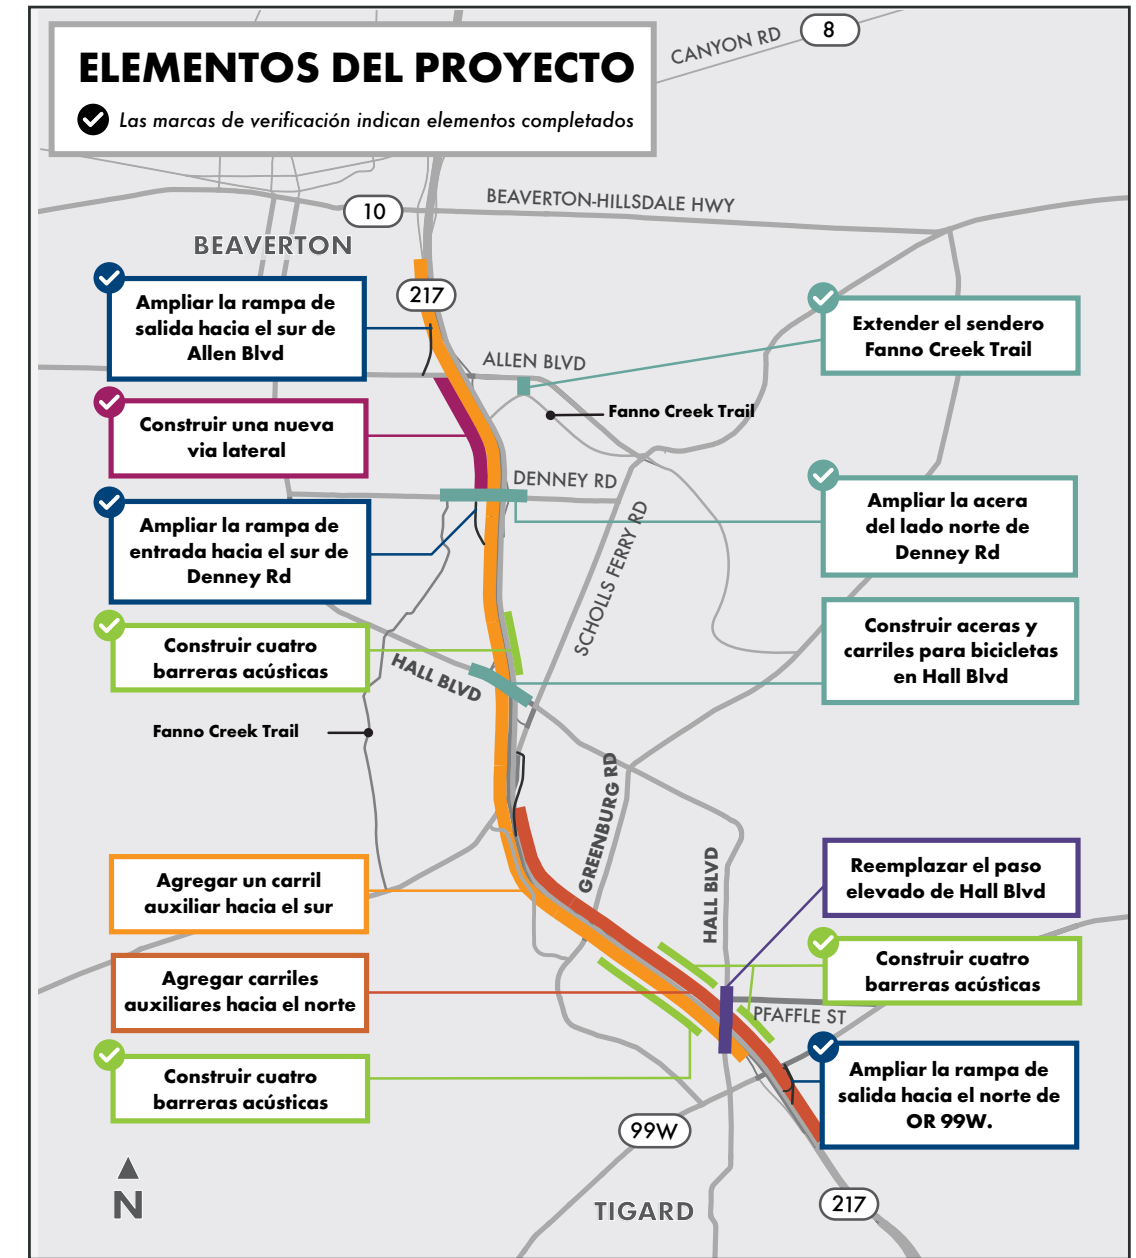 ELEMENTOS DEL PROYECTO
Las marcas de verificación indican elementos completados
CANYON RD
8
BEAVERTON-HILLSDALE HWY
10
BEAVERTON
217
Ampliar la rampa de
salida hacia el sur de
Allen Blvd
Extender el sendero
Fanno Creek Trail
ALLEN BLVD
Fanno Creek Trail
Construir una nueva
via lateral
DENNEY RD
Ampliar la rampa de
entrada hacia el sur de
Denney Rd
Ampliar la acera
del lado norte de
Denney Rd
SCHOLLS FERRY RD
Construir cuatro
barreras acústicas
Construir aceras y
carriles para bicicletas
en Hall Blvd
HALL BLVD
Fanno Creek Trail
GREENBURG RD
HALL BLVD
Agregar un carril
auxiliar hacia el sur
Reemplazar el paso
elevado de Hall Blvd
Agregar carriles
auxiliares hacia el norte
Construir cuatro
barreras acústicas
PFAFFLE ST
Construir cuatro
barreras acústicas
Ampliar la rampa de
salida hacia el norte de
OR 99W.
99W
N
TIGARD
217